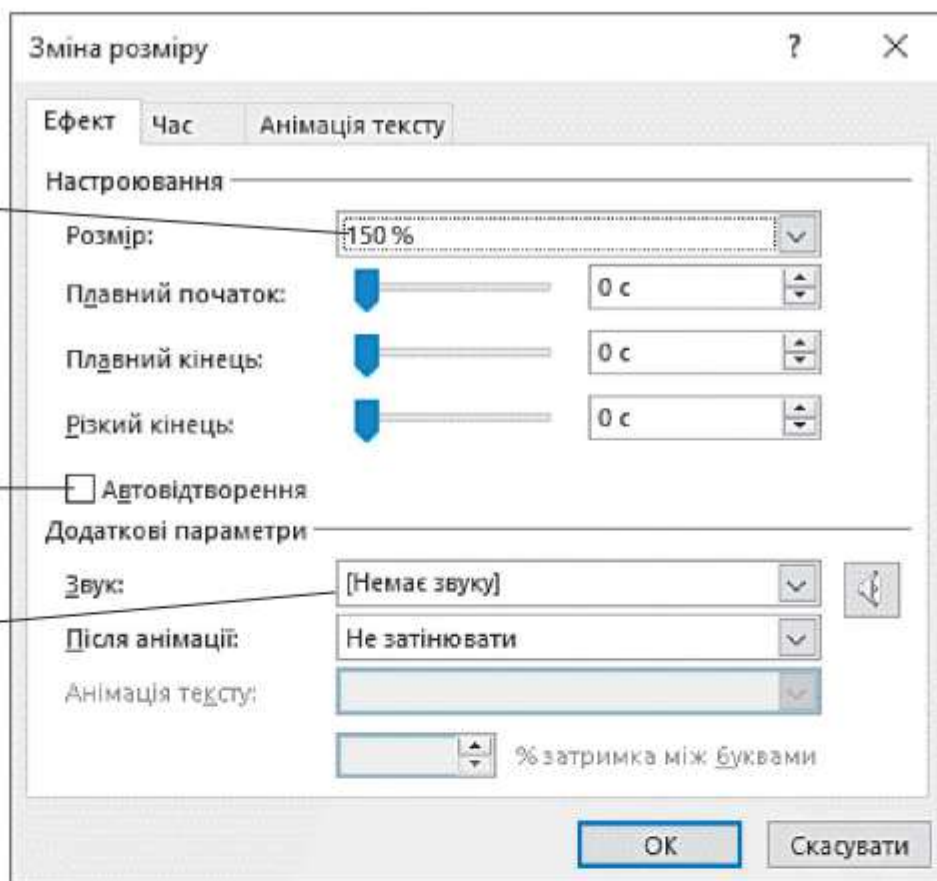 Зміна розміру ?
Ефект Час Анімація тексту
Настроювання
Розмір: 150 %
Плавний початок: 0 с
Плавний кінець: 0 с
Різкий кінець: 0 с
Автовідтворення
Додаткові параметри
Звук: [Немає звуку]
Після анімації: Не затінювати
Анімація тексту:
% затримка між буквами
ОК Скасувати